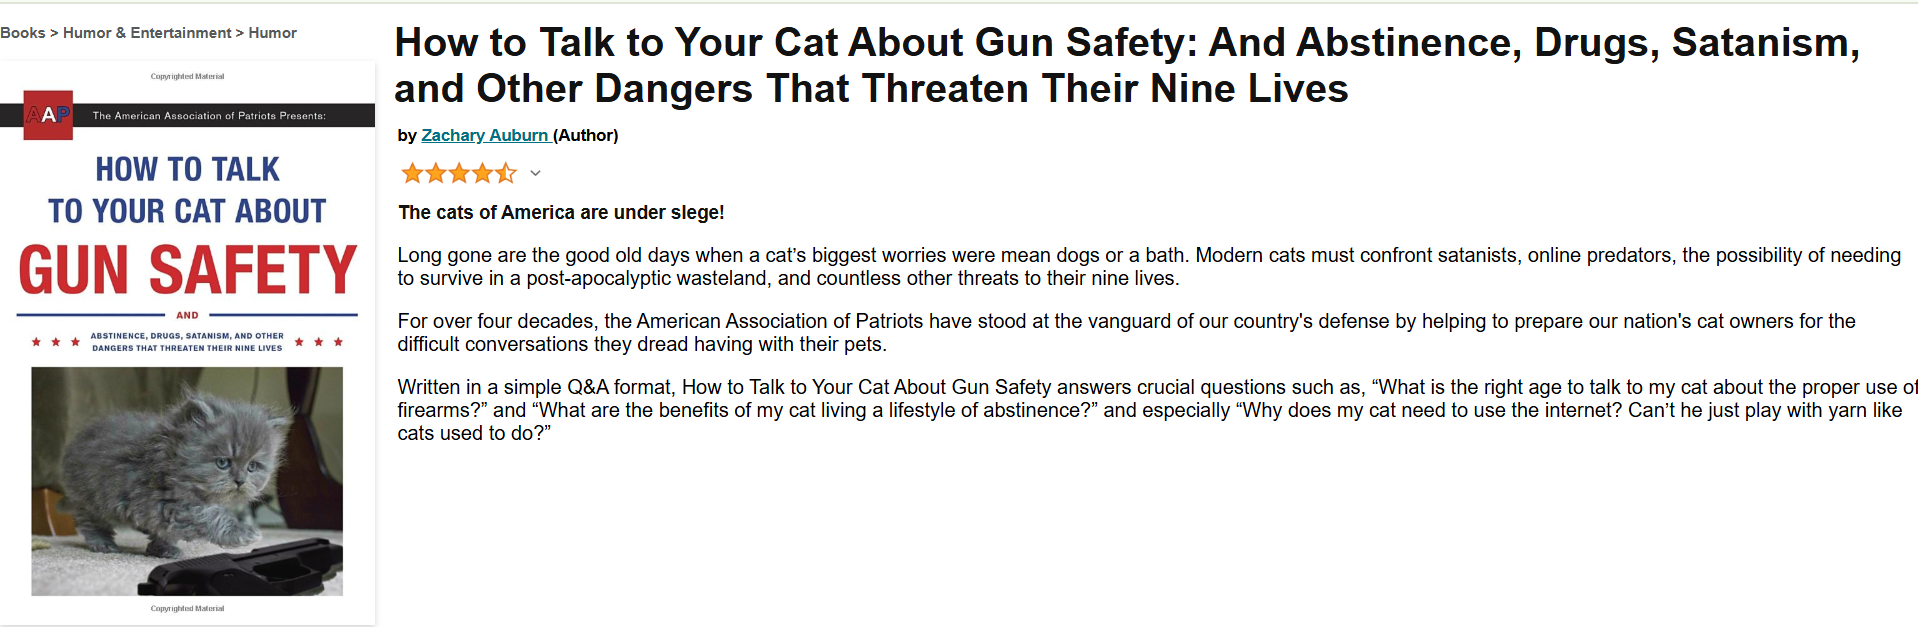 Books > Humor & Entertainment > Humor
Copyrighted Material
AAP
The American Association of Patriots Presents:
HOW TO TALK
TO YOUR CAT ABOUT
GUN SAFETY
AND
ABSTINENCE, DRUGS, SATANISM, AND OTHER
DANGERS THAT THREATEN THEIR NINE LIVES
Copyrighted Material
How to Talk to Your Cat About Gun Safety: And Abstinence, Drugs, Satanism,
and Other Dangers That Threaten Their Nine Lives
by Zachary Auburn (Author)
The cats of America are under slege!
Long gone are the good old days when a cat’s biggest worries were mean dogs or a bath. Modern cats must confront satanists, online predators, the possibility of needing
to survive in a post-apocalyptic wasteland, and countless other threats to their nine lives.
For over four decades, the American Association of Patriots have stood at the vanguard of our country's defense by helping to prepare our nation's cat owners for the
difficult conversations they dread having with their pets.
Written in a simple Q&A format, How to Talk to Your Cat About Gun Safety answers crucial questions such as, “What is the right age to talk to my cat about the proper use of
firearms?” and “What are the benefits of my cat living a lifestyle of abstinence?” and especially “Why does my cat need to use the internet? Can’t he just play with yarn like
cats used to do?”